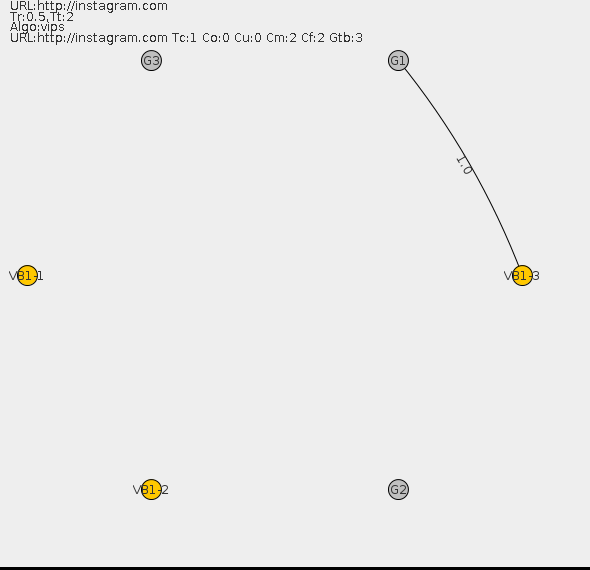 URL:http://instagram.com
Tr:0.5,Tt:2
Algo:vips
URL:http://instagram.com Tc:1 Co:0 Cu:0 Cm:2 Cf:2 Gtb:3
G3
G1
1.0
VB1-1
VB1-3
VB1-2
G2